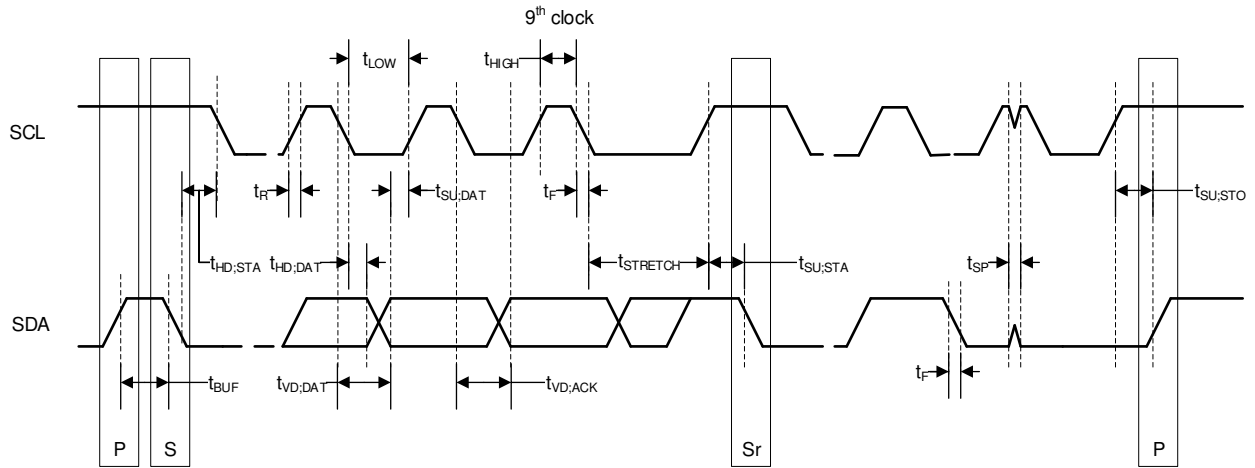 9th clock
tLOW
tHIGH
SCL
tR
tSU;DAT
tF
tSU;STO
tHD;STA
tHD;DAT
tSTRETCH
tSU;STA
tSP
SDA
tBUF
tVD;DAT
tVD;ACK
tF
P
S
Sr
P